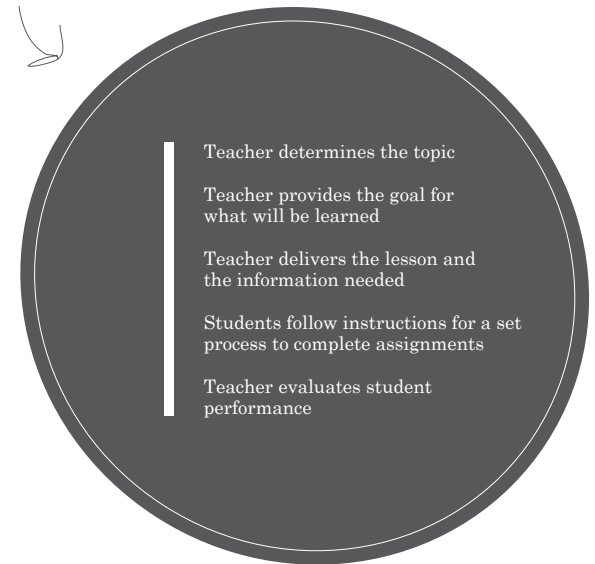 Teacher determines the topic
Teacher provides the goal for
what will be learned
Teacher delivers the lesson and
the information needed
Students follow instructions for a set
process to complete assignments
Teacher evaluates student
performance